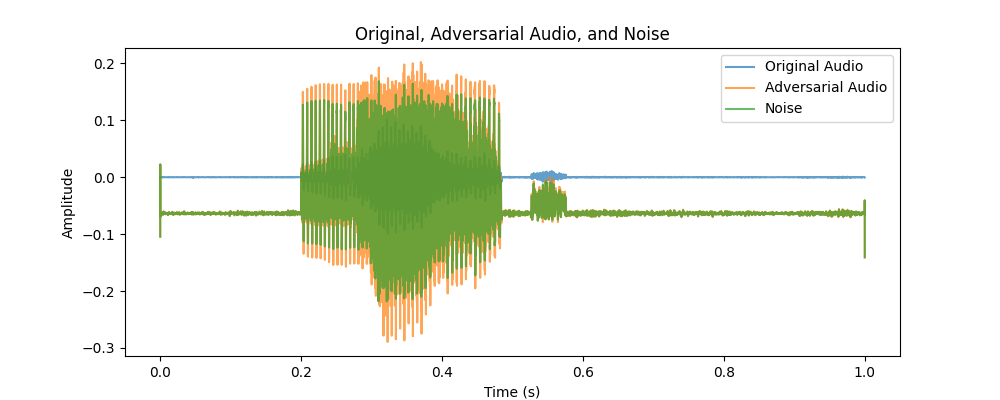 Original, Adversarial Audio, and Noise
Original Audio
Adversarial Audio
Noise
Amplitude
0.2
0.1
0.0
−0.1
−0.2
−0.3
0.0 0.2 0.4 0.6 0.8 1.0
Time (s)